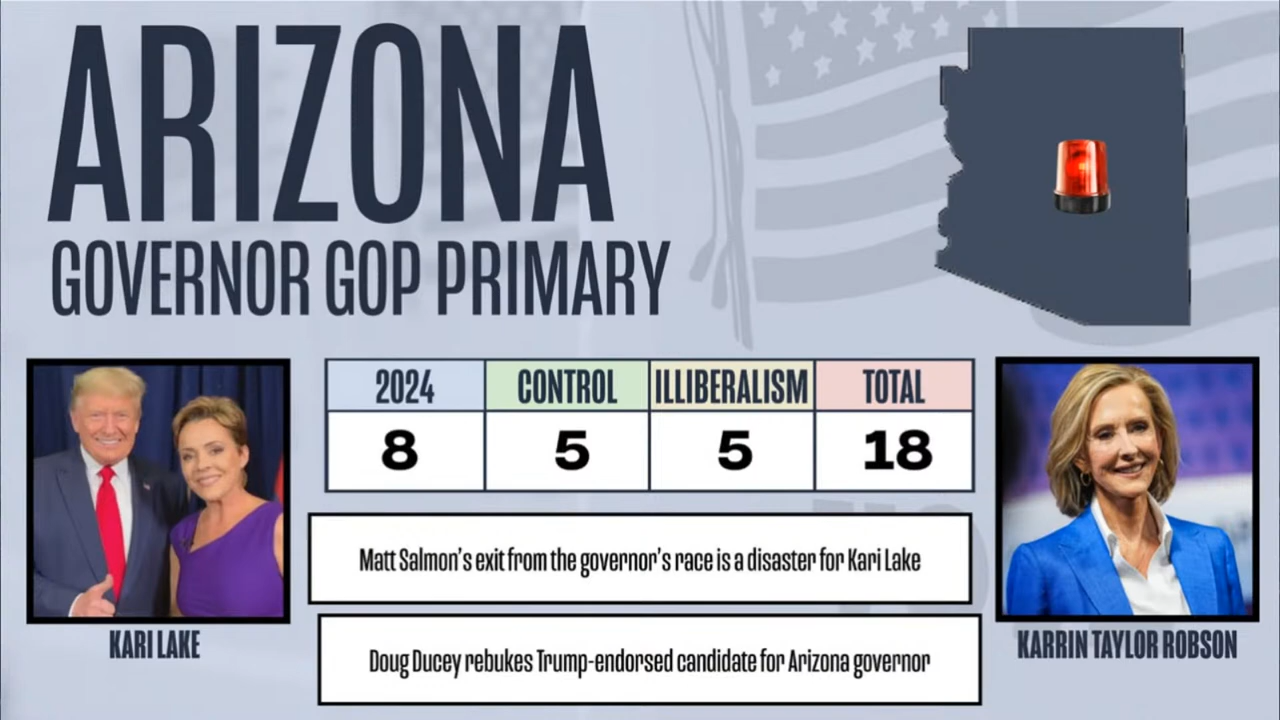 ARIZONA
GOVERNOR GOP PRIMARY
2024 CONTROL ILLIBERALISM TOTAL
8 5 5 18
Matt Salmon's exit from the governor's race is a disaster for Kari Lake
Doug Ducey rebukes Trump-endorsed candidate for Arizona governor
KARI LAKE
KARRIN TAYLOR ROBSON